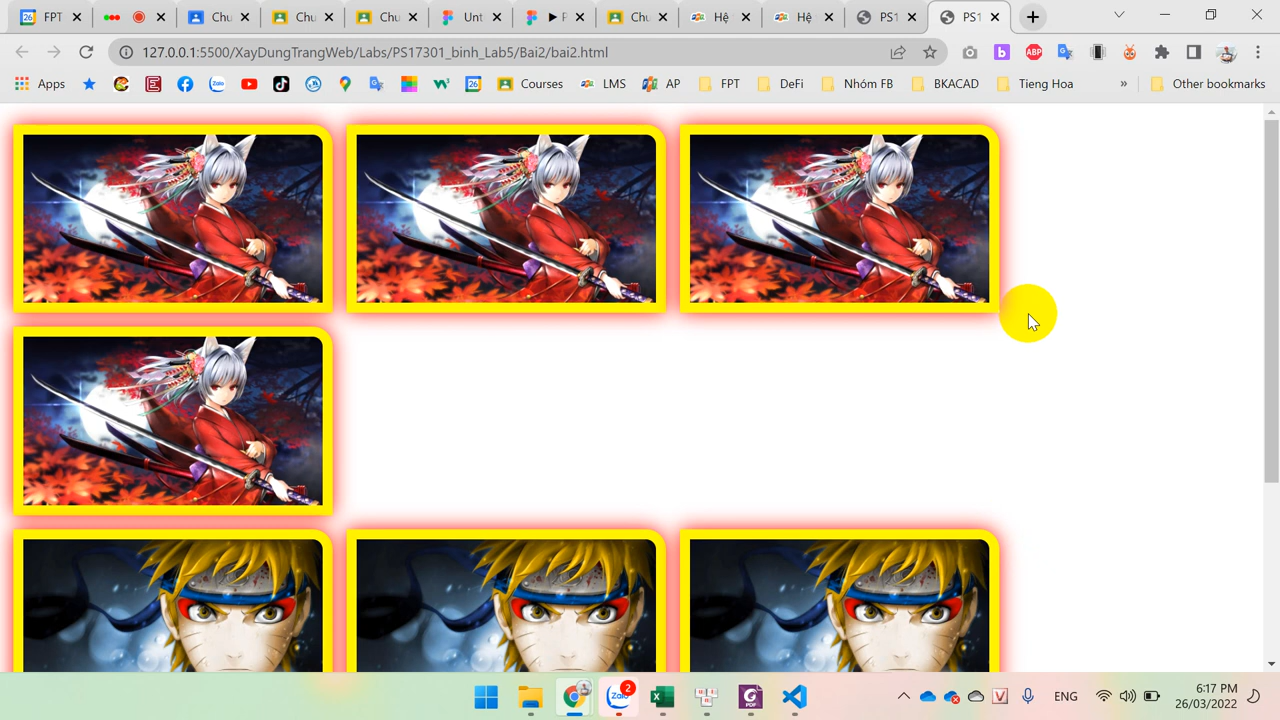 FPT
Chu
Chu
Chu
Unt
P
Chu
Hệ
Hệ
PS1
PS1
127.0.0.1:5500/XayDungTrangWeb/Labs/PS17301_binh_Lab5/Bai2/bai2.html
Apps
Courses
LMS
AP
FPT
DeFi
Nhóm FB
BKACAD
Tieng Hoa
»
Other bookmarks
ENG
6:17 PM
26/03/2022
2